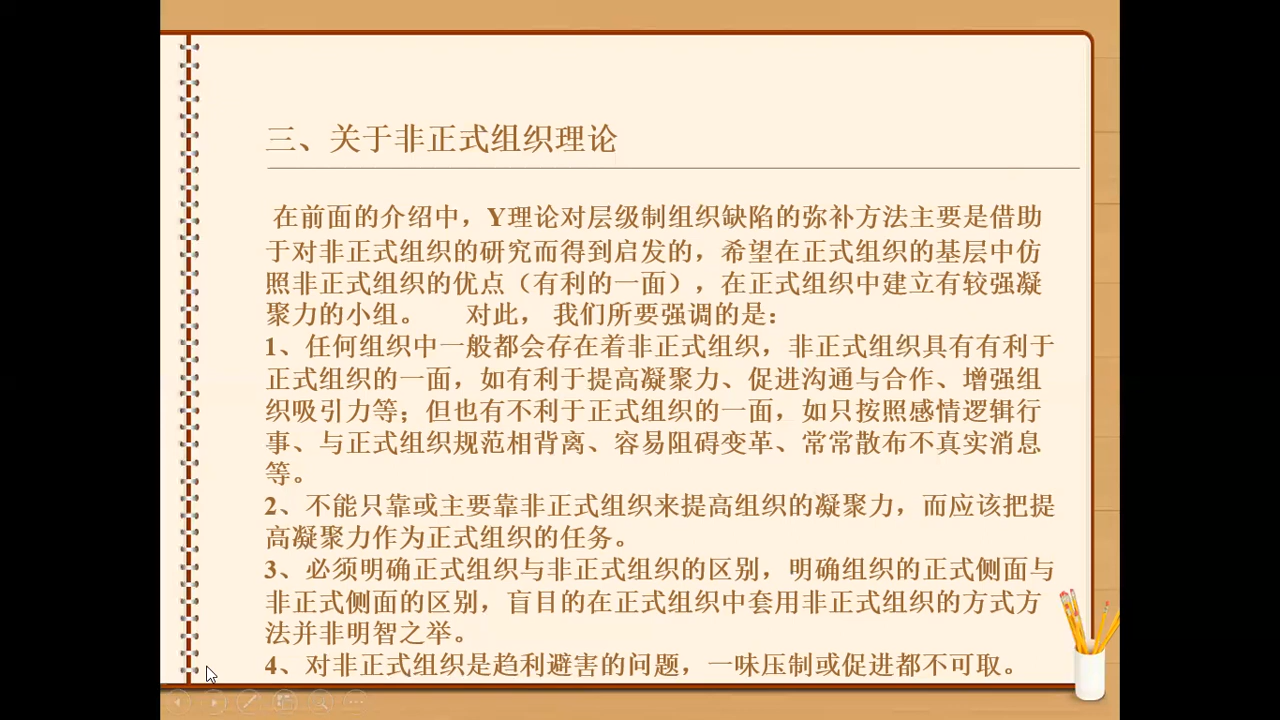 三、关于非正式组织理论
在前面的介绍中，Y理论对层级制组织缺陷的弥补方法主要是借助
于对非正式组织的研究而得到启发的，希望在正式组织的基层中仿
照非正式组织的优点（有利的一面），在正式组织中建立有较强凝
聚力的小组。 对此， 我们所要强调的是：
1、任何组织中一般都会存在着非正式组织，非正式组织具有有利于
正式组织的一面，如有利于提高凝聚力、促进沟通与合作、增强组
织吸引力等；但也有不利于正式组织的一面，如只按照感情逻辑行
事、与正式组织规范相背离、容易阻碍变革、常常散布不真实消息
等。
2、不能只靠或主要靠非正式组织来提高组织的凝聚力，而应该把提
高凝聚力作为正式组织的任务。
3、必须明确正式组织与非正式组织的区别，明确组织的正式侧面与
非正式侧面的区别，盲目的在正式组织中套用非正式组织的方式方
法并非明智之举。
4、对非正式组织是趋利避害的问题，一味压制或促进都不可取。